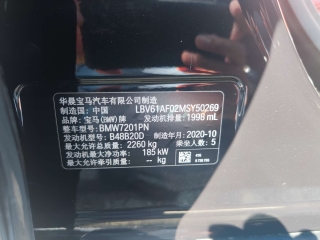 华晨宝马汽车有限公司制造
制造国：中国 LBV61AF02MSY50269
品牌：宝马(BMW)牌 发动机排量：1998 mL
整车型号：BMW7201PN
发动机型号：B48B20D 制造年月：2020-10
最大允许总质量：2260 kg 乘坐人数：5
发动机最大净功率：185 kW
最大允许牵引质量：-- kg